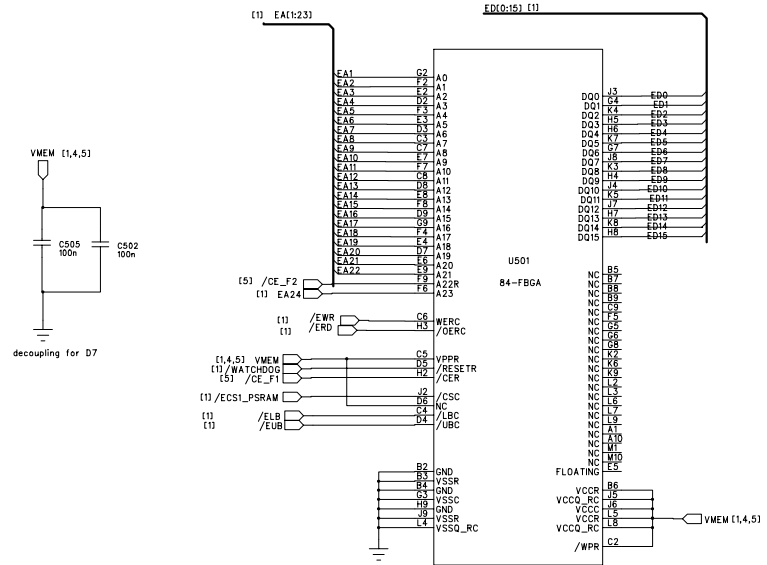 [1] EA[1:23]
ED[0:15] [1]
EA1 G2 A0
EA2 F2 A1
EA3 E2 A2
EA4 D2 A3
EA5 F3 A4
EA6 E3 A5
EA7 D3 A6
EA8 C3 A7
EA9 C7 A8
EA10 E7 A9
EA11 F7 A10
EA12 C8 A11
EA13 D8 A12
EA14 E8 A13
EA15 F8 A14
EA16 D9 A15
EA17 G9 A16
EA18 F4 A17
EA19 E4 A18
EA20 D7 A19
EA21 E6 A20
EA22 E9 A21
[5] /CE_F2 F9 A22R
[1] EA24 F6 A23
DQ0 J3 ED0
DQ1 G4 ED1
DQ2 K4 ED2
DQ3 H5 ED3
DQ4 H6 ED4
DQ5 K7 ED5
DQ6 G7 ED6
DQ7 J8 ED7
DQ8 K3 ED8
DQ9 H4 ED9
DQ10 J4 ED10
DQ11 K5 ED11
DQ12 J7 ED12
DQ13 H7 ED13
DQ14 K8 ED14
DQ15 H8 ED15
VMEM [1,4,5]
C505
100n
C502
100n
decoupling for D7
U501
84-FBGA
[1] /EWR C6 WERC
[1] /ERD H3 /OERC
[1,4,5] VMEM C5 VPPR
[1] /WATCHDOG D5 /RESETR
[5] /CE_F1 H2 /CER
[1] /ECS1_PSRAM J2 /CSC
D6 NC
[1] /ELB C4 /LBC
[1] /EUB D4 /UBC
NC B5
NC B7
NC B8
NC B9
NC C9
NC F5
NC G5
NC G6
NC G8
NC K2
NC K6
NC K9
NC L2
NC L3
NC L6
NC L7
NC L9
NC A1
NC A10
NC M1
NC M10
FLOATING E5
B2 GND
B3 VSSR
B4 GND
G3 VSSC
H9 GND
J9 VSSR
L4 VSSQ_RC
VCCR B6
VCCQ_RC J5
VCCC J6
VCCR L5
VCCQ_RC L8
VMEM [1,4,5]
/WPR C2